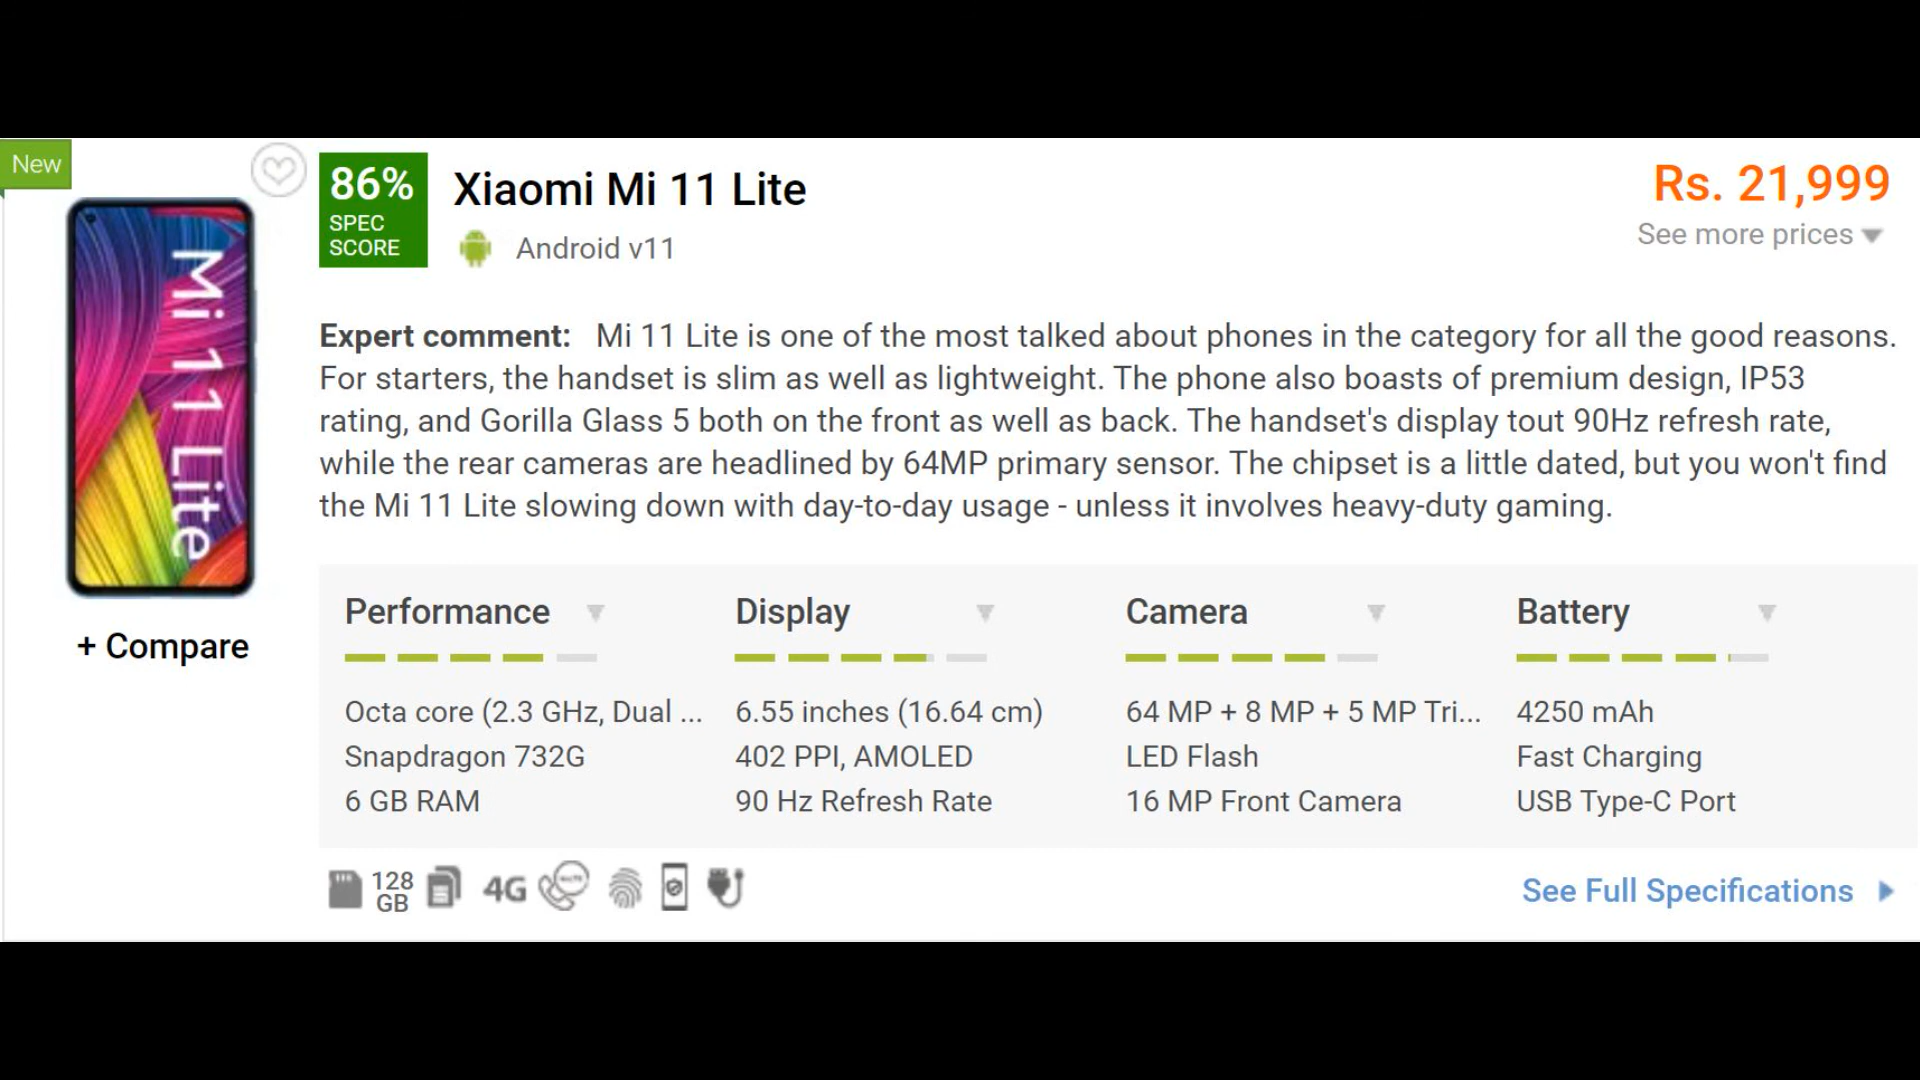 New
86%
SPEC
SCORE
Xiaomi Mi 11 Lite
Android v11
Rs. 21,999
See more prices
Mi 11 Lite
+ Compare
Expert comment: Mi 11 Lite is one of the most talked about phones in the category for all the good reasons.
For starters, the handset is slim as well as lightweight. The phone also boasts of premium design, IP53
rating, and Gorilla Glass 5 both on the front as well as back. The handset's display tout 90Hz refresh rate,
while the rear cameras are headlined by 64MP primary sensor. The chipset is a little dated, but you won't find
the Mi 11 Lite slowing down with day-to-day usage - unless it involves heavy-duty gaming.
Performance
Octa core (2.3 GHz, Dual ...
Snapdragon 732G
6 GB RAM
Display
6.55 inches (16.64 cm)
402 PPI, AMOLED
90 Hz Refresh Rate
Camera
64 MP + 8 MP + 5 MP Tri...
LED Flash
16 MP Front Camera
Battery
4250 mAh
Fast Charging
USB Type-C Port
128
GB
4G
See Full Specifications